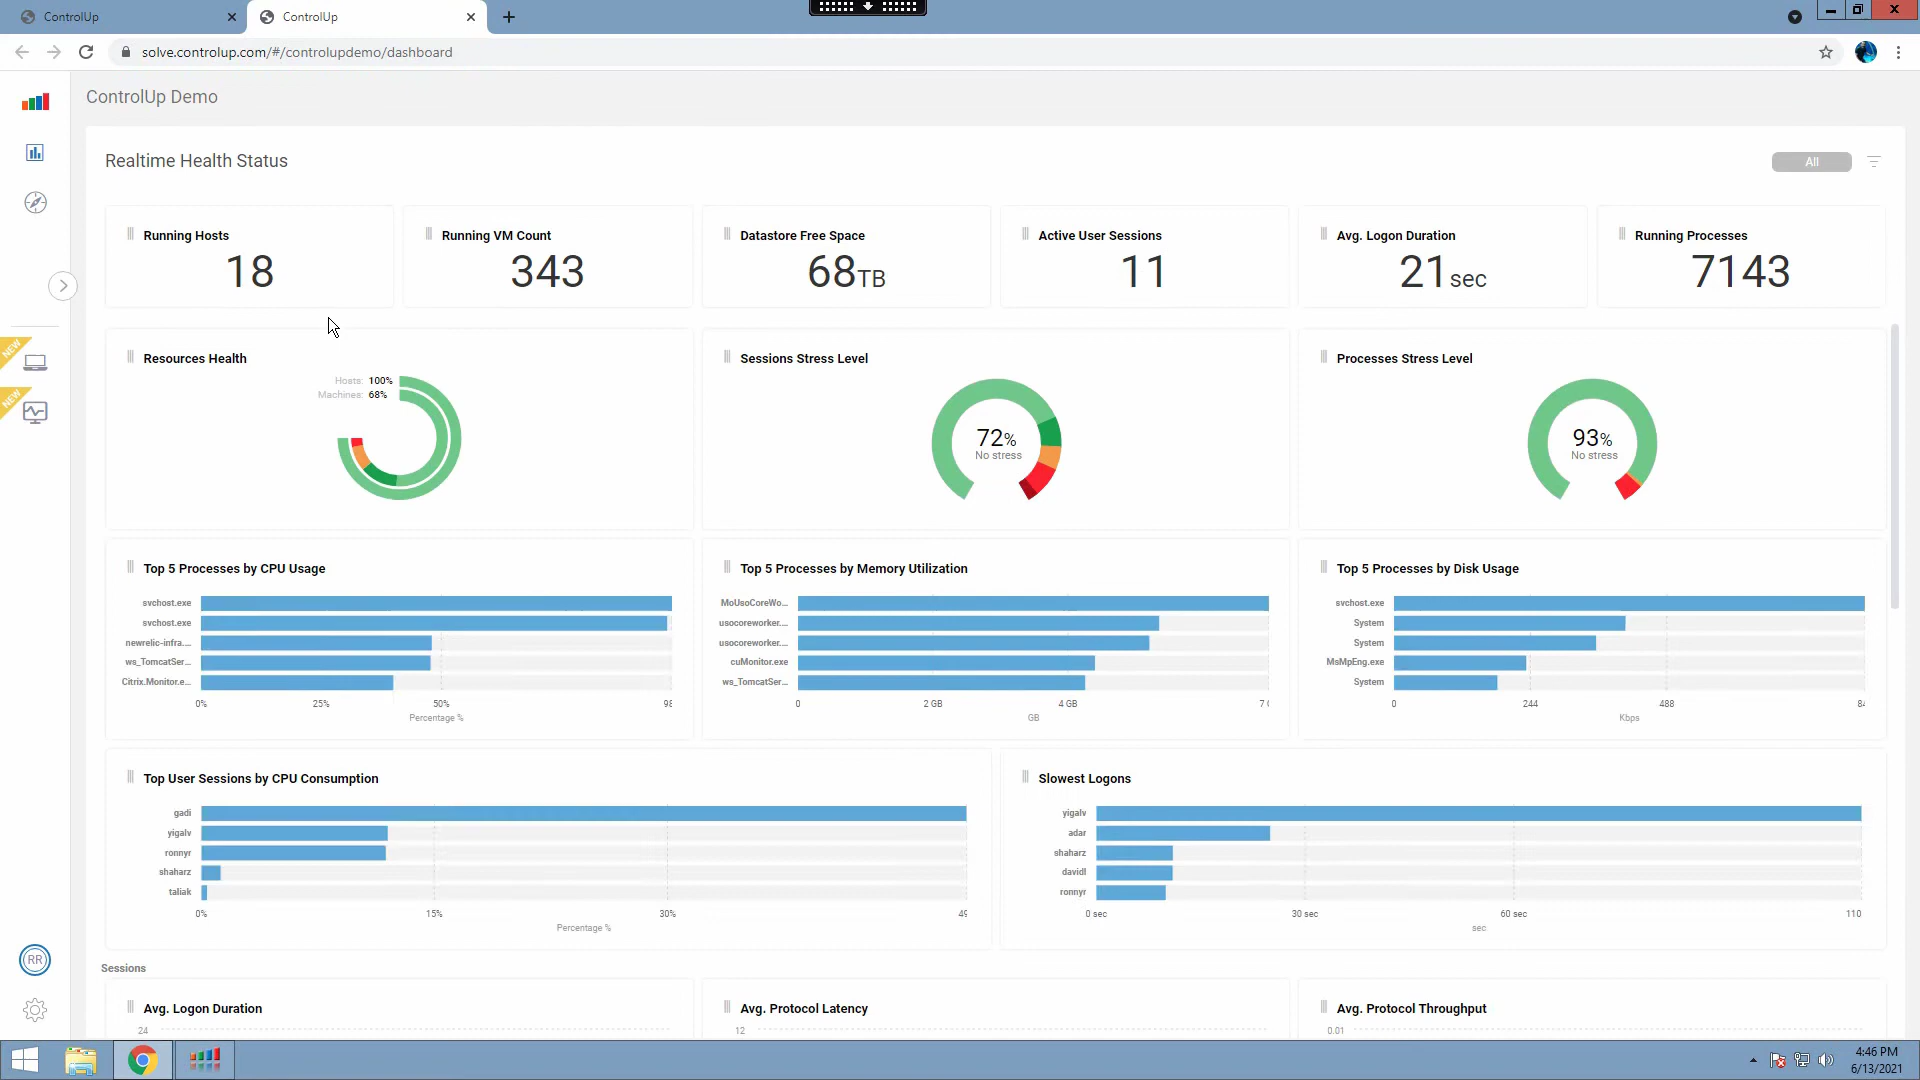 ControlUp
ControlUp
solve.controlup.com/#/controlupdemo/dashboard
ControlUp Demo
Realtime Health Status
All
Running Hosts
18
Running VM Count
343
Datastore Free Space
68TB
Active User Sessions
11
Avg. Logon Duration
21sec
Running Processes
7143
NEW
NEW
Resources Health
Hosts: 100%
Machines: 68%
Sessions Stress Level
72%
No stress
Processes Stress Level
93%
No stress
Top 5 Processes by CPU Usage
svchost.exe
svchost.exe
newrelic-infra....
ws_TomcatSer...
Citrix.Monitor.e...
0% 25% 50% 98
Percentage %
Top 5 Processes by Memory Utilization
MoUsoCoreWo...
usocoreworker....
usocoreworker....
cuMonitor.exe
ws_TomcatSer...
0 2 GB 4 GB 7
GB
Top 5 Processes by Disk Usage
svchost.exe
System
System
MsMpEng.exe
System
0 244 488
Kbps
Top User Sessions by CPU Consumption
gadi
yigalv
ronnyr
shaharz
taliak
0% 15% 30% 49
Percentage %
Slowest Logons
yigalv
adar
shaharz
davidl
ronnyr
0 sec 30 sec 60 sec 110
sec
Sessions
Avg. Logon Duration
24
Avg. Protocol Latency
12
Avg. Protocol Throughput
0.01
RR
4:46 PM
6/13/2021